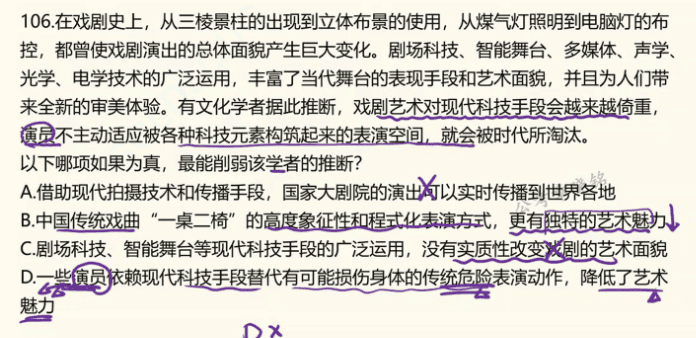 106.在戏剧史上，从三棱景柱的出现到立体布景的使用，从煤气灯照明到电脑灯的布
控，都曾使戏剧演出的总体面貌产生巨大变化。剧场科技、智能舞台、多媒体、声学、
光学、电学技术的广泛运用，丰富了当代舞台的表现手段和艺术面貌，并且为人们带
来全新的审美体验。有文化学者据此推断，戏剧艺术对现代科技手段会越来越倚重，
演员不主动适应被各种科技元素构筑起来的表演空间，就会被时代所淘汰。
以下哪项如果为真，最能削弱该学者的推断？
A.借助现代拍摄技术和传播手段，国家大剧院的演出可以实时传播到世界各地
B.中国传统戏曲“一桌二椅”的高度象征性和程式化表演方式，更有独特的艺术魅力
C.剧场科技、智能舞台等现代科技手段的广泛运用，没有实质性改变戏剧的艺术面貌
D.一些演员依赖现代科技手段替代有可能损伤身体的传统危险表演动作，降低了艺术
魅力
D×